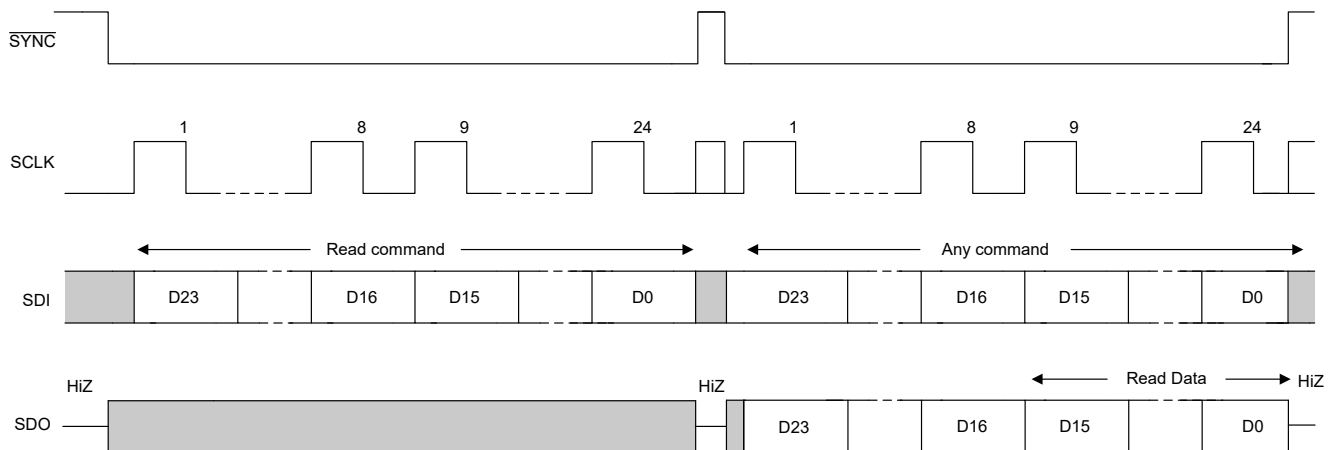 SYNC
1 8 9 24 1 8 9 24
SCLK
Read command Any command
SDI D23 D16 D15 D0 D23 D16 D15 D0
HiZ HiZ Read Data HiZ
SDO D23 D16 D15 D0